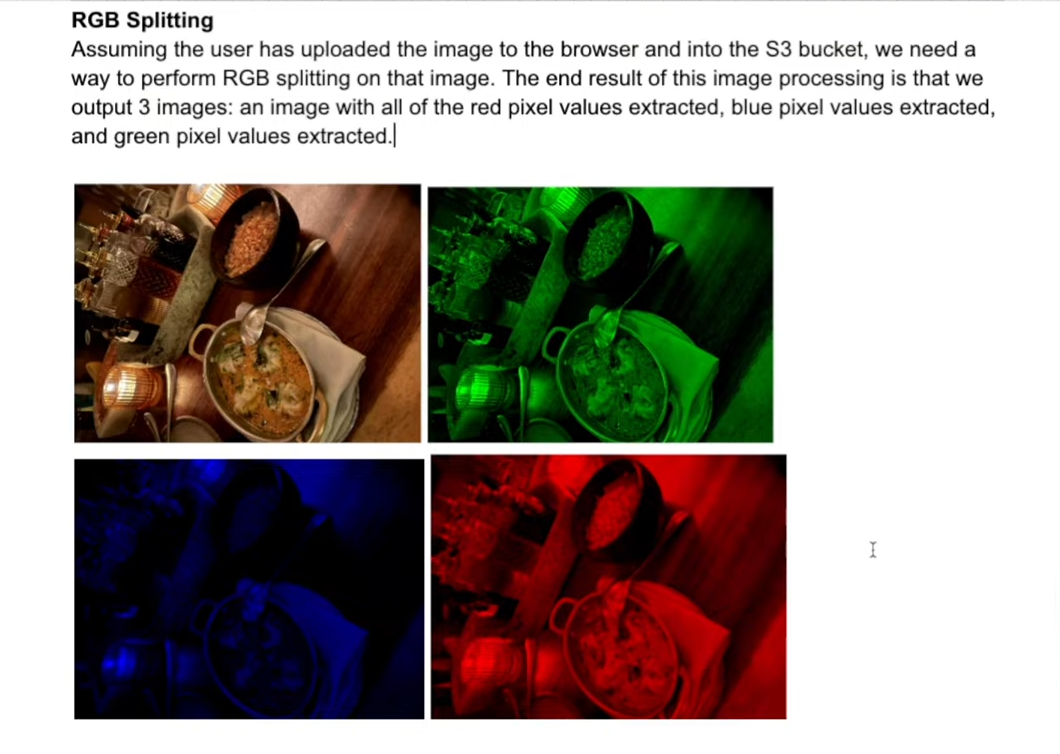 RGB Splitting
Assuming the user has uploaded the image to the browser and into the S3 bucket, we need a
way to perform RGB splitting on that image. The end result of this image processing is that we
output 3 images: an image with all of the red pixel values extracted, blue pixel values extracted,
and green pixel values extracted.